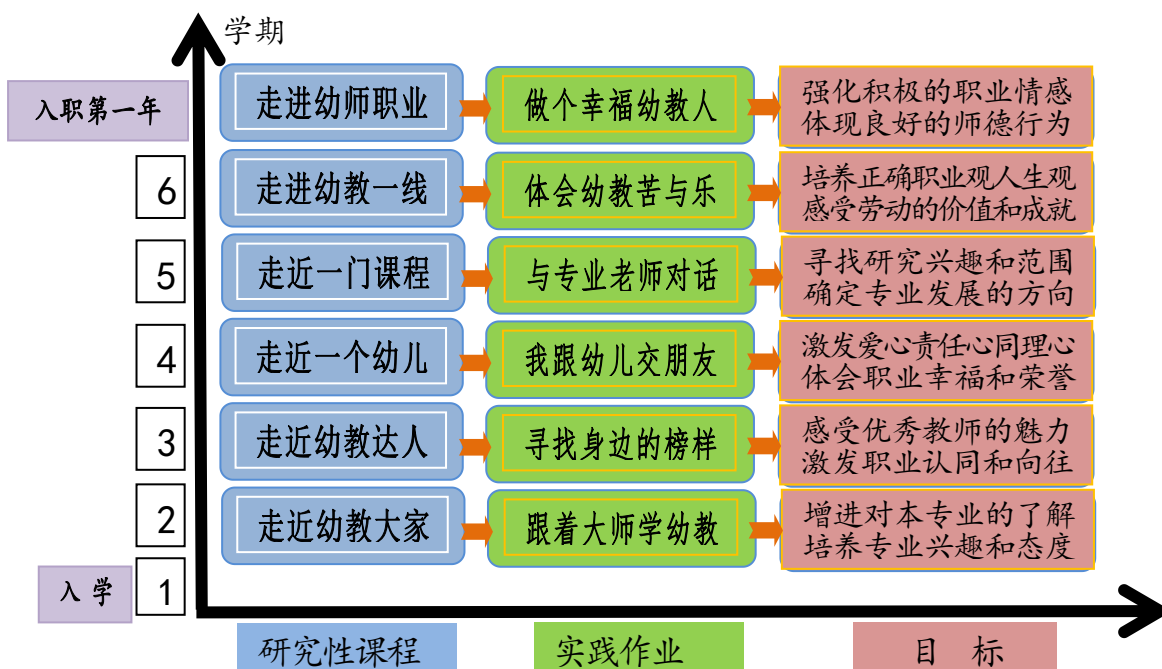 学期
入职第一年
走进幼师职业
做个幸福幼教人
强化积极的职业情感
体现良好的师德行为
6
走进幼教一线
体会幼教苦与乐
培养正确职业观人生观
感受劳动的价值和成就
5
走近一门课程
与专业老师对话
寻找研究兴趣和范围
确定专业发展的方向
4
走近一个幼儿
我跟幼儿交朋友
激发爱心责任心同理心
体会职业幸福和荣誉
3
走近幼教达人
寻找身边的榜样
感受优秀教师的魅力
激发职业认同和向往
2
走近幼教大家
跟着大师学幼教
增进对本专业的了解
培养专业兴趣和态度
入学
1
研究性课程
实践作业
目 标